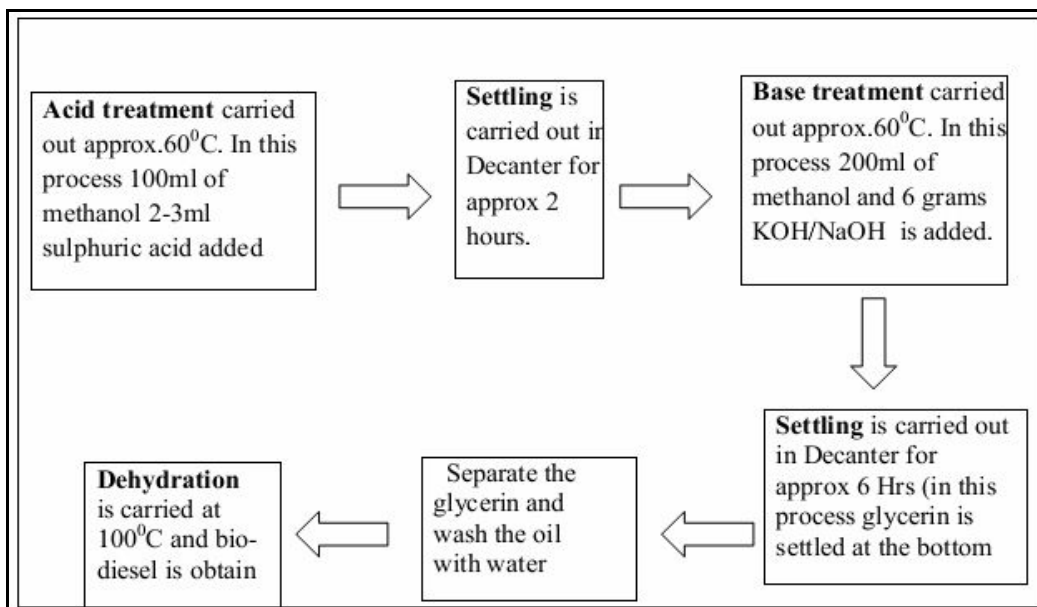 Acid treatment carried
out approx.60⁰C. In this
process 100ml of
methanol 2-3ml
sulphuric acid added
Settling is
carried out in
Decanter for
approx 2
hours.
Base treatment carried
out approx.60⁰C. In this
process 200ml of
methanol and 6 grams
KOH/NaOH is added.
Settling is carried out
in Decanter for
approx 6 Hrs (in this
process glycerin is
settled at the bottom
Separate the
glycerin and
wash the oil
with water
Dehydration
is carried at
100⁰C and bio-
diesel is obtain